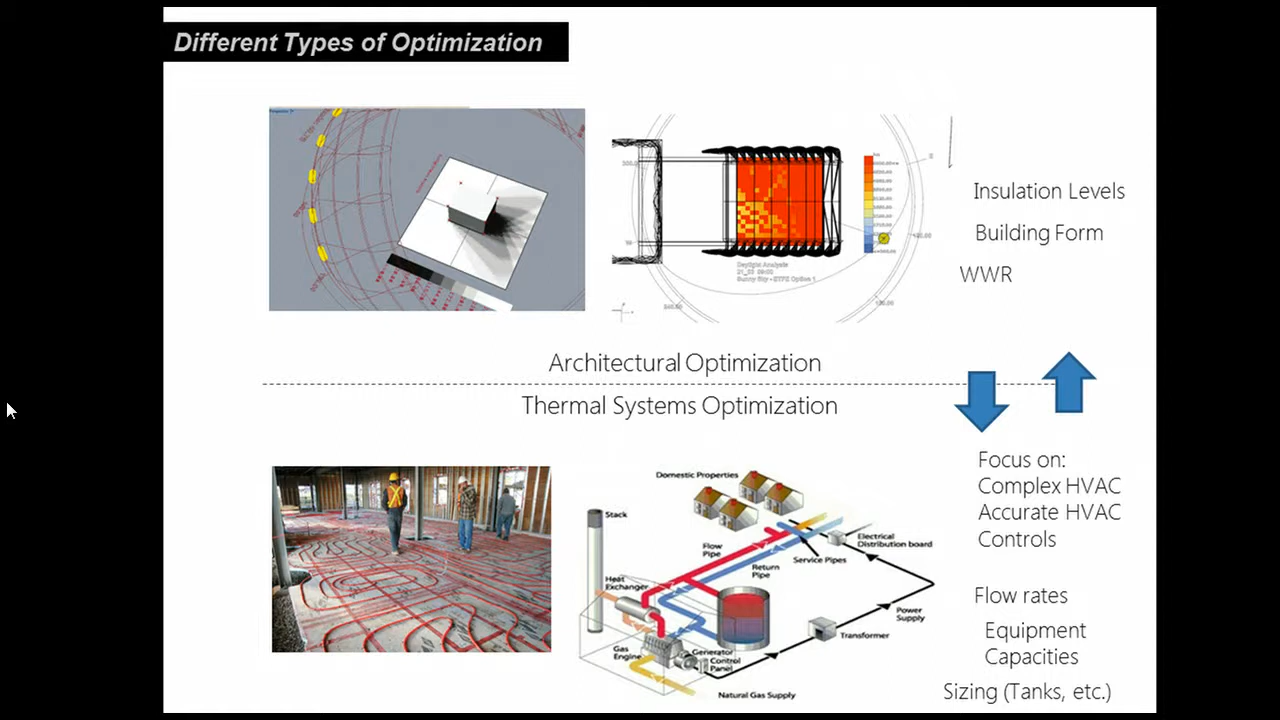 Different Types of Optimization
Insulation Levels
Building Form
WWR
Daylight Analysis
Architectural Optimization
Thermal Systems Optimization
Focus on:
Complex HVAC
Accurate HVAC
Controls
Flow rates
Equipment
Capacities
Sizing (Tanks, etc.)
Domestic Properties
Stack
Flow
Pipe
Electrical
Distribution board
Service Pipes
Return
Pipe
Heat
Exchanger
Power
Supply
Transformer
Gas
Engine
Generator
Control
Panel
Natural Gas Supply